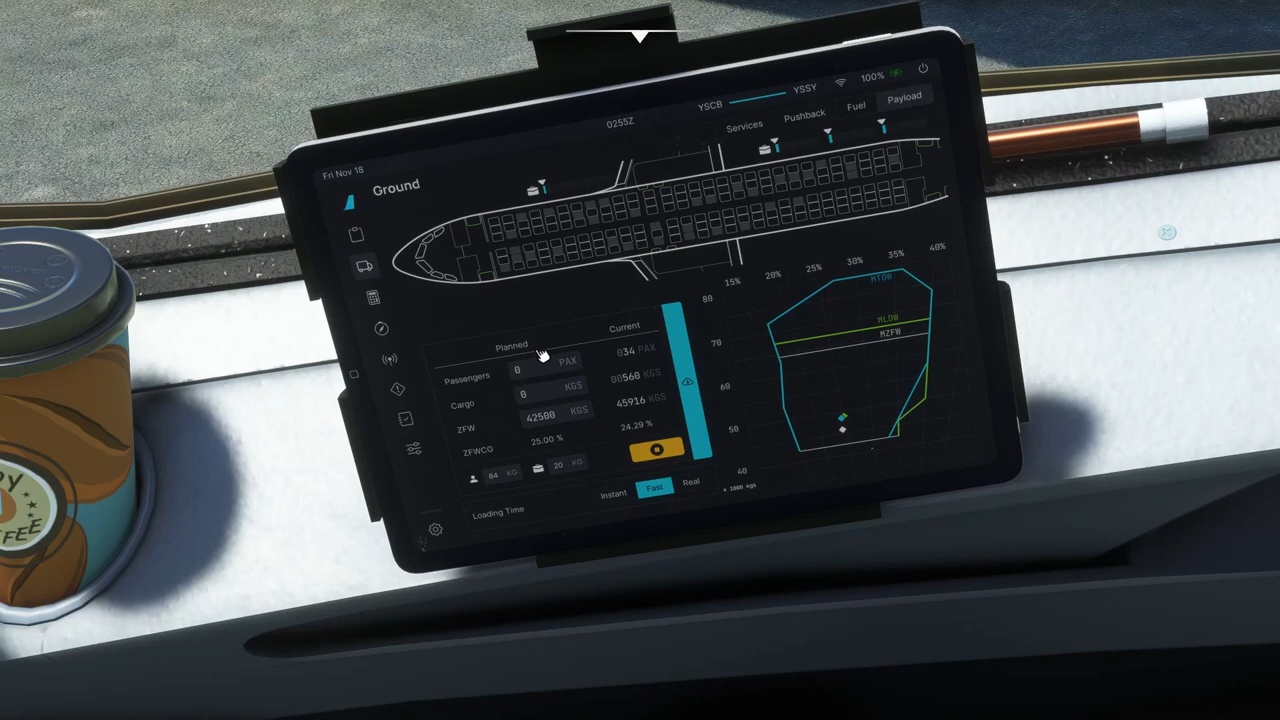 Fri Nov 18
0255Z
YSCB
YSSY
100%
Ground
Services
Pushback
Fuel
Payload
Planned
Current
Passengers
0 PAX
034 PAX
Cargo
0 KGS
00560 KGS
ZFW
42500 KGS
45916 KGS
ZFWCG
25.00 %
24.29 %
84 KG
20 KG
Loading Time
Instant
Fast
Real
15%
20%
25%
30%
35%
40%
80
70
60
50
40
x 1000 kgs
MTOW
MLDW
MZFW
FFEE